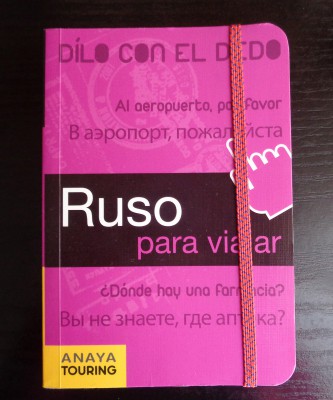 DÍLO CON EL DEDO
Al aeropuerto, por favor
В аэропорт, пожалуйста
Ruso
para viajar
¿Dónde hay una farmacia?
Вы не знаете, где аптека?
ANAYA
TOURING